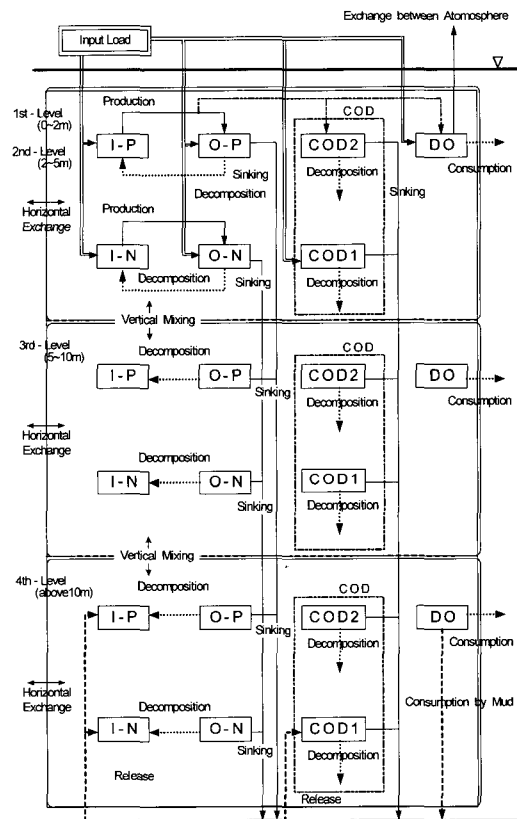 Exchange between Atomosphere
Input Load
1st - Level
(0~2m)
Production
COD
I - P
O - P
COD2
DO
2nd - Level
(2~5m)
Sinking
Decomposition
Sinking
Consumption
Decomposition
Horizontal
Exchange
Production
I - N
O - N
COD1
Decomposition
Sinking
Decomposition
Vertical Mixing
3rd - Level
(5~10m)
Decomposition
COD
I - P
O - P
COD2
DO
Sinking
Decomposition
Consumption
Horizontal
Exchange
Decomposition
I - N
O - N
COD1
Sinking
Decomposition
Vertical Mixing
4th - Level
(above10m)
Decomposition
COD
I - P
O - P
COD2
DO
Sinking
Decomposition
Consumption
Horizontal
Exchange
Decomposition
Consumption by Mud
I - N
O - N
COD1
Sinking
Decomposition
Release
Release